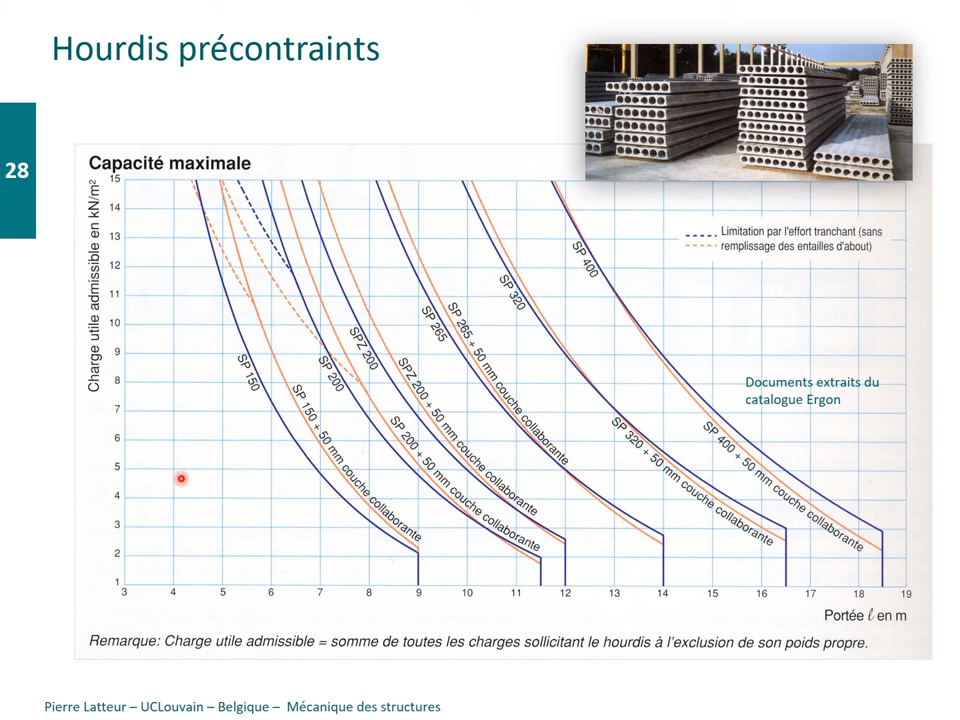 Hourdis précontraints
28
Capacité maximale
Charge utile admissible en kN/m²
15
14
13
12
11
10
9
8
7
6
5
4
3
2
1
3 4 5 6 7 8 9 10 11 12 13 14 15 16 17 18 19
Portée ℓ en m
Limitation par l'effort tranchant (sans
remplissage des entailles d'about)
SP 150
SP 150 + 50 mm couche collaborante
SP 200
SP 200 + 50 mm couche collaborante
SPZ 200
SPZ 200 + 50 mm couche collaborante
SP 265
SP 265 + 50 mm couche collaborante
SP 320
SP 320 + 50 mm couche collaborante
SP 400
SP 400 + 50 mm couche collaborante
Documents extraits du
catalogue Ergon
Remarque: Charge utile admissible = somme de toutes les charges sollicitant le hourdis à l'exclusion de son poids propre.
Pierre Latteur – UCLouvain – Belgique – Mécanique des structures